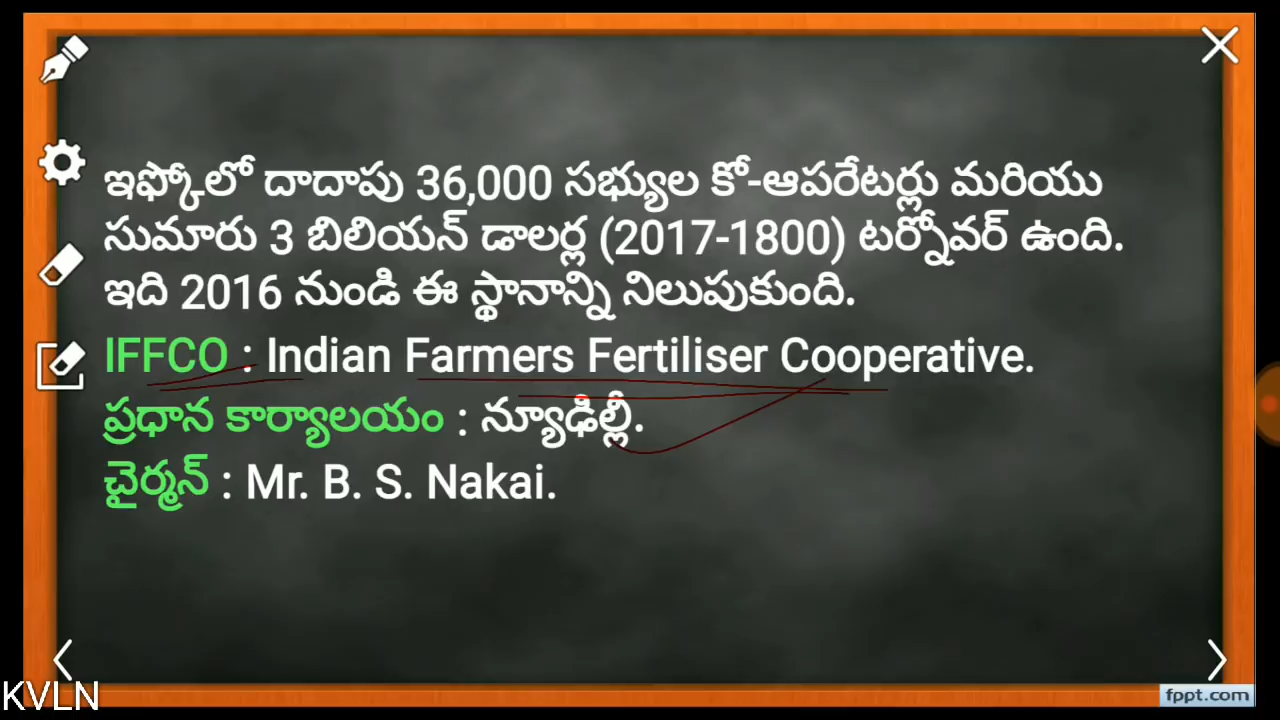 ఇఫ్కోలో దాదాపు 36,000 సభ్యుల కో-ఆపరేటర్లు మరియు
సుమారు 3 బిలియన్ డాలర్ల (2017-1800) టర్నోవర్ ఉంది.
ఇది 2016 నుండి ఈ స్థానాన్ని నిలుపుకుంది.
IFFCO : Indian Farmers Fertiliser Cooperative.
ప్రధాన కార్యాలయం : న్యూఢిల్లీ.
ఛైర్మన్ : Mr. B. S. Nakai.
KVLN
fppt.com